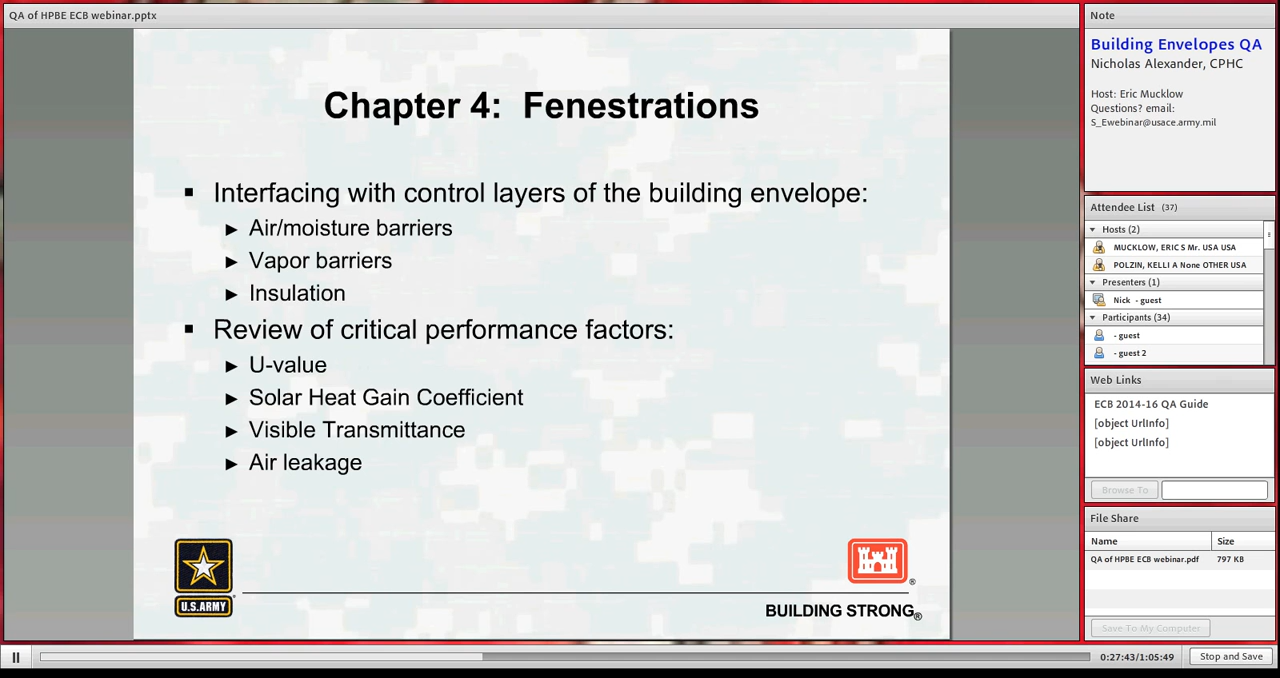 QA of HPBE ECB webinar.pptx
Chapter 4: Fenestrations
▪ Interfacing with control layers of the building envelope:
► Air/moisture barriers
► Vapor barriers
► Insulation
▪ Review of critical performance factors:
► U-value
► Solar Heat Gain Coefficient
► Visible Transmittance
► Air leakage
U.S.ARMY
®
BUILDING STRONG®
Note
Building Envelopes QA
Nicholas Alexander, CPHC
Host: Eric Mucklow
Questions? email:
S_Ewebinar@usace.army.mil
Attendee List (37)
Hosts (2)
MUCKLOW, ERIC S Mr. USA USA
POLZIN, KELLI A None OTHER USA
Presenters (1)
Nick - guest
Participants (34)
- guest
- guest 2
Web Links
ECB 2014-16 QA Guide
[object UrlInfo]
[object UrlInfo]
Browse To
File Share
Name Size
QA of HPBE ECB webinar.pdf 797 KB
Save To My Computer
0:27:43/1:05:49 Stop and Save